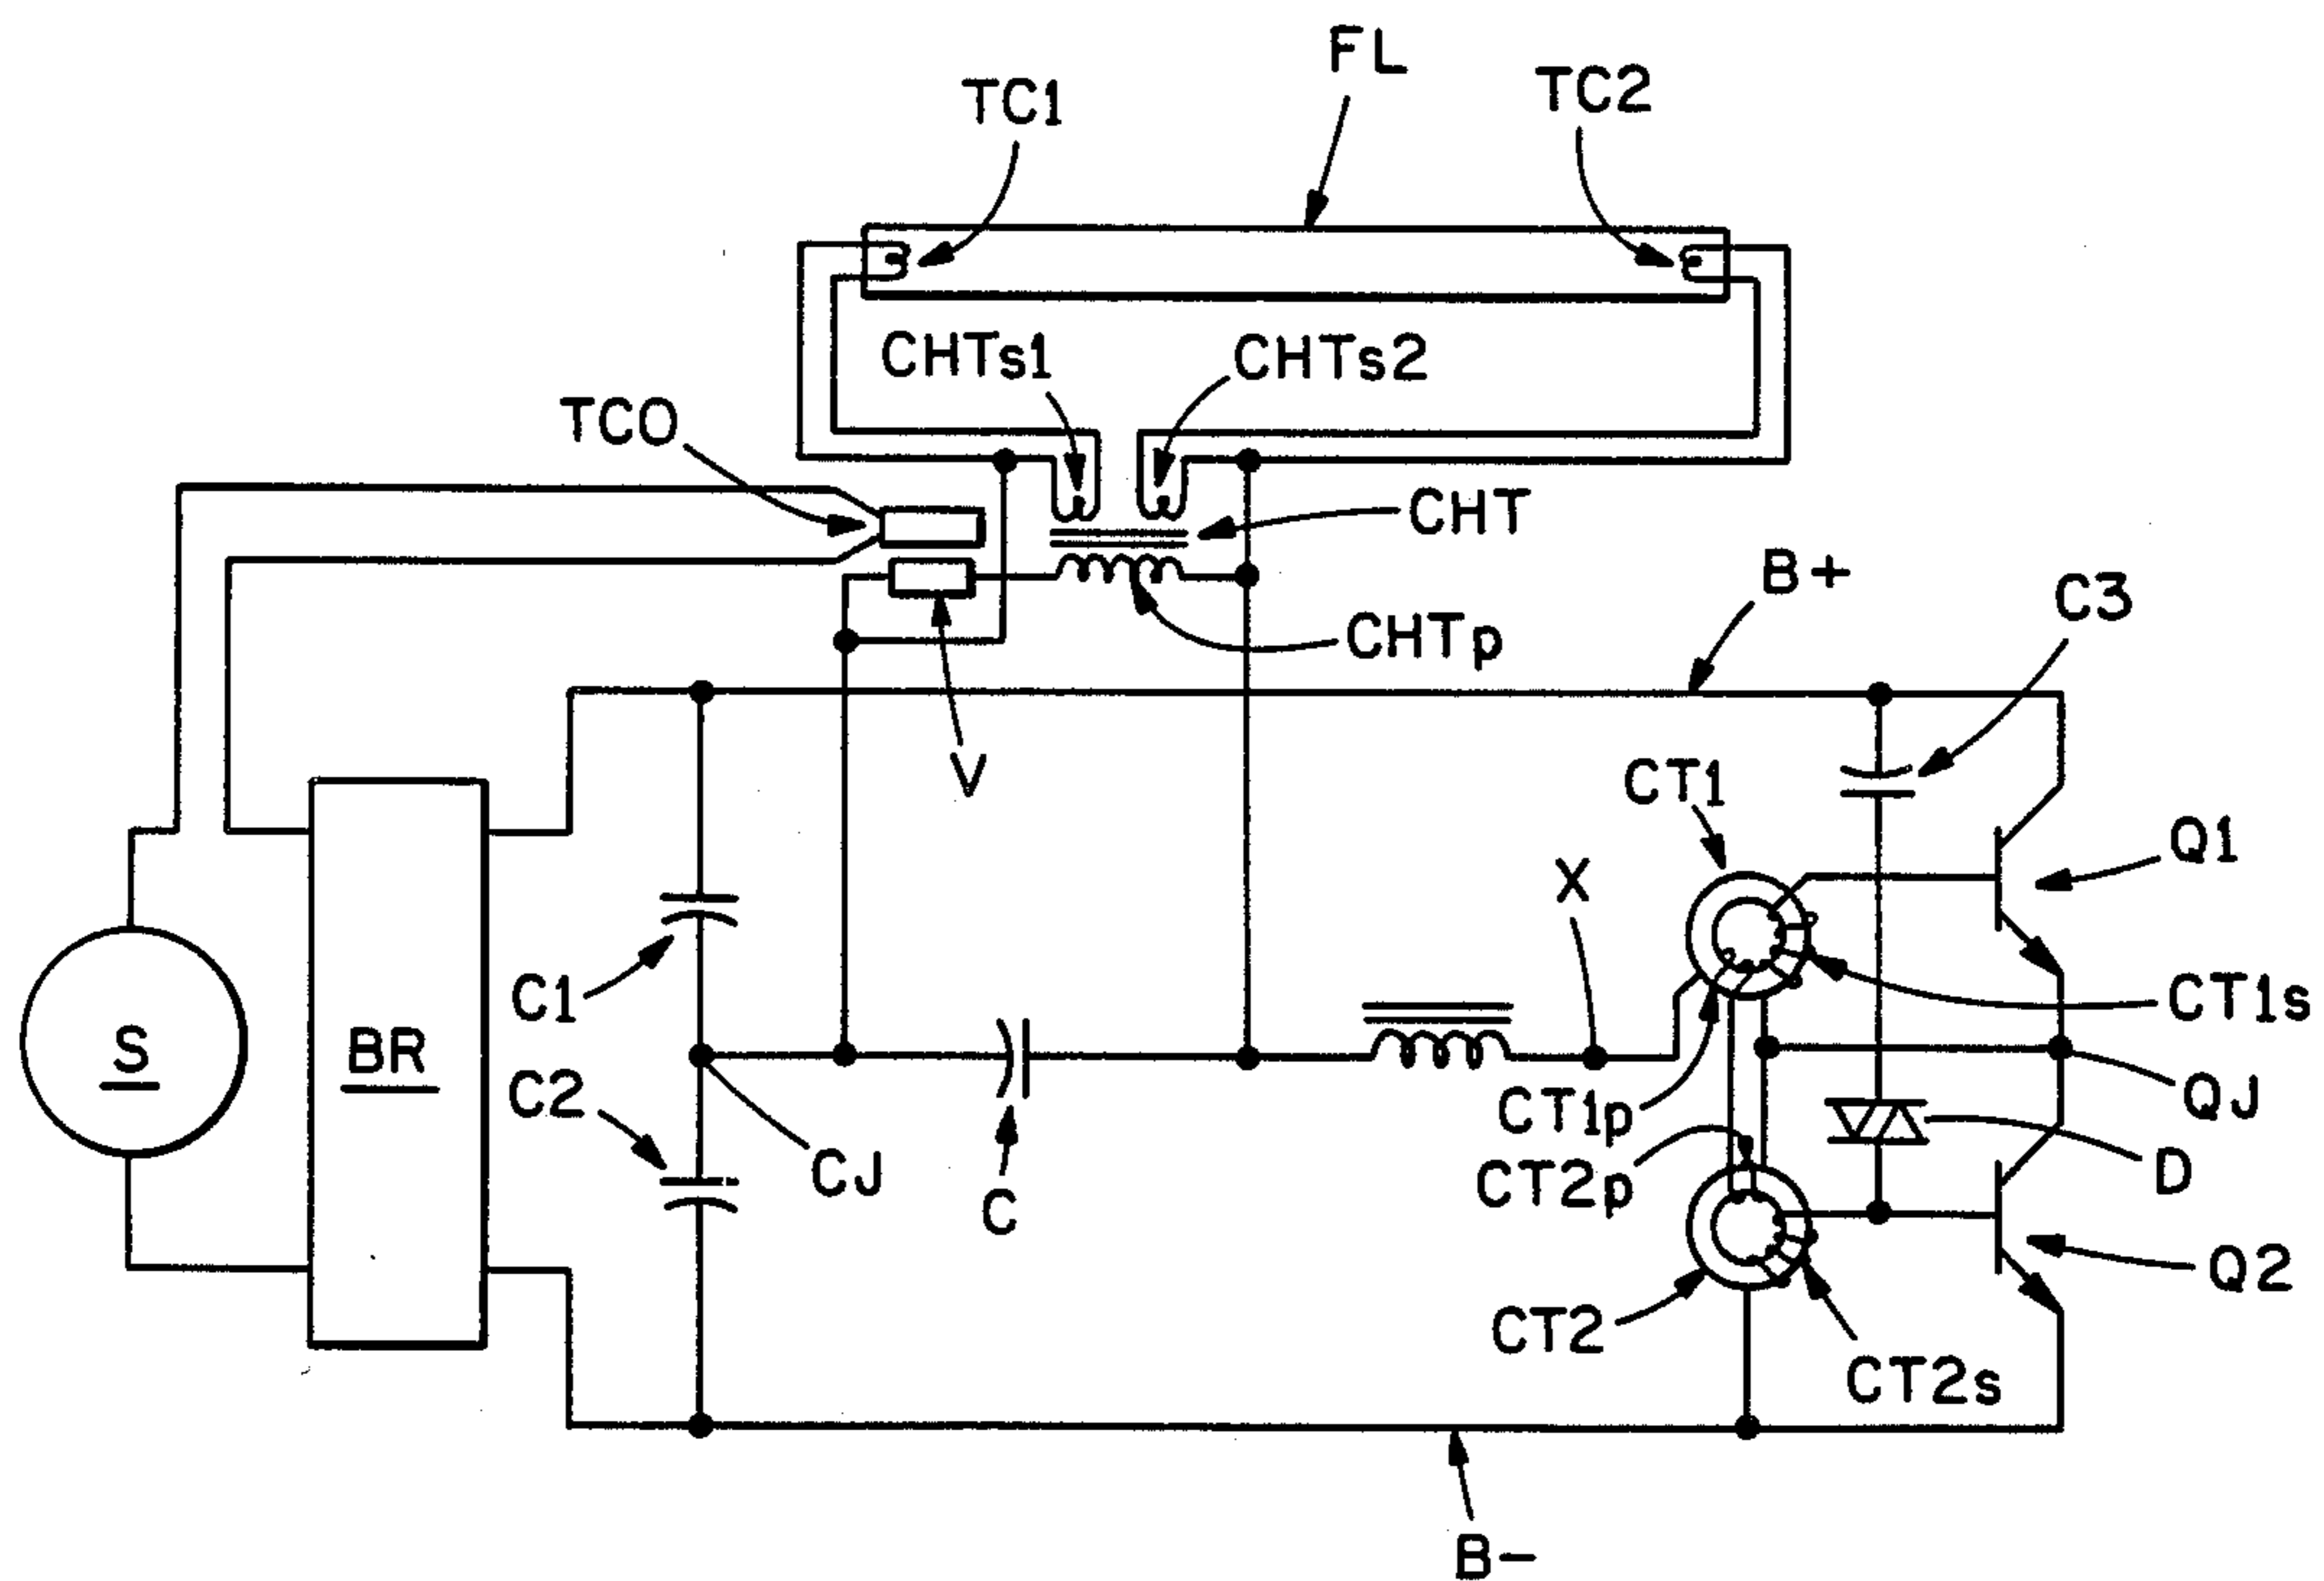 FL
TC1
TC2
CHTs1
CHTs2
TCO
CHT
B+
C3
CHTp
V
CT1
Q1
X
C1
CT1s
S
BR
C2
CT1p
QJ
CJ
C
CT2p
D
Q2
CT2
CT2s
B-